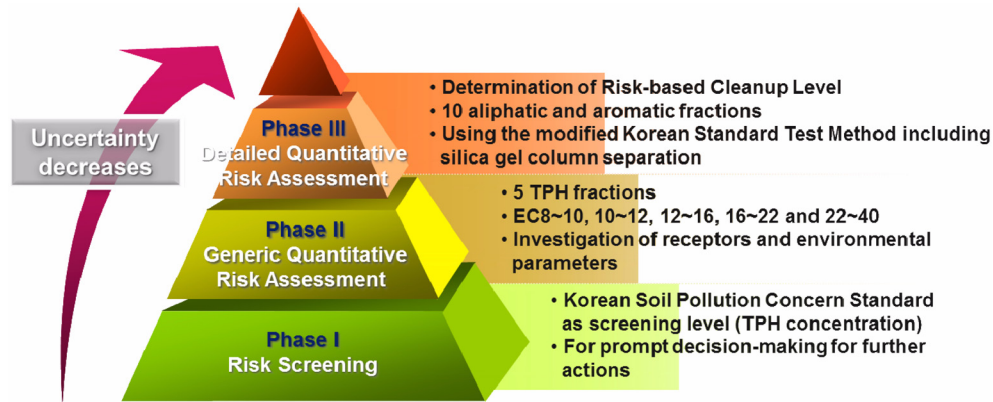 Uncertainty
decreases
Phase III
Detailed Quantitative
Risk Assessment
• Determination of Risk-based Cleanup Level
• 10 aliphatic and aromatic fractions
• Using the modified Korean Standard Test Method including
silica gel column separation
Phase II
Generic Quantitative
Risk Assessment
• 5 TPH fractions
• EC8~10, 10~12, 12~16, 16~22 and 22~40
• Investigation of receptors and environmental
parameters
Phase I
Risk Screening
• Korean Soil Pollution Concern Standard
as screening level (TPH concentration)
• For prompt decision-making for further
actions